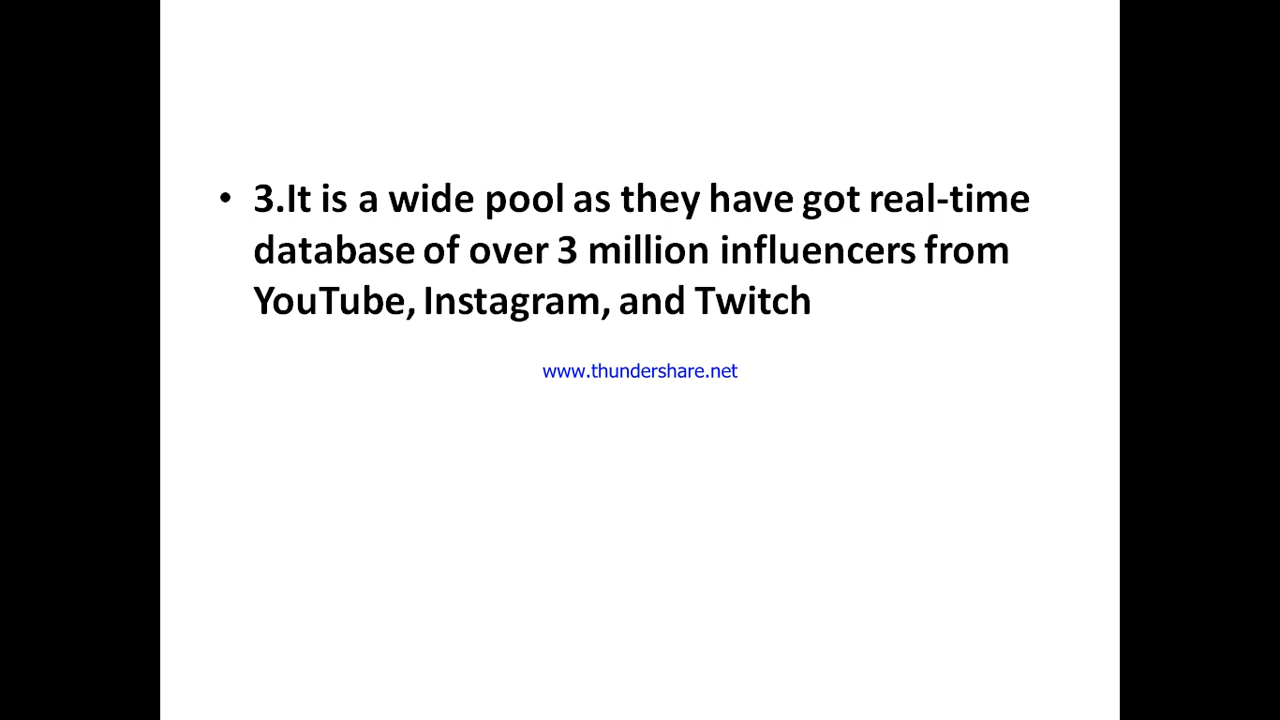 • 3.It is a wide pool as they have got real-time
database of over 3 million influencers from
YouTube, Instagram, and Twitch
www.thundershare.net